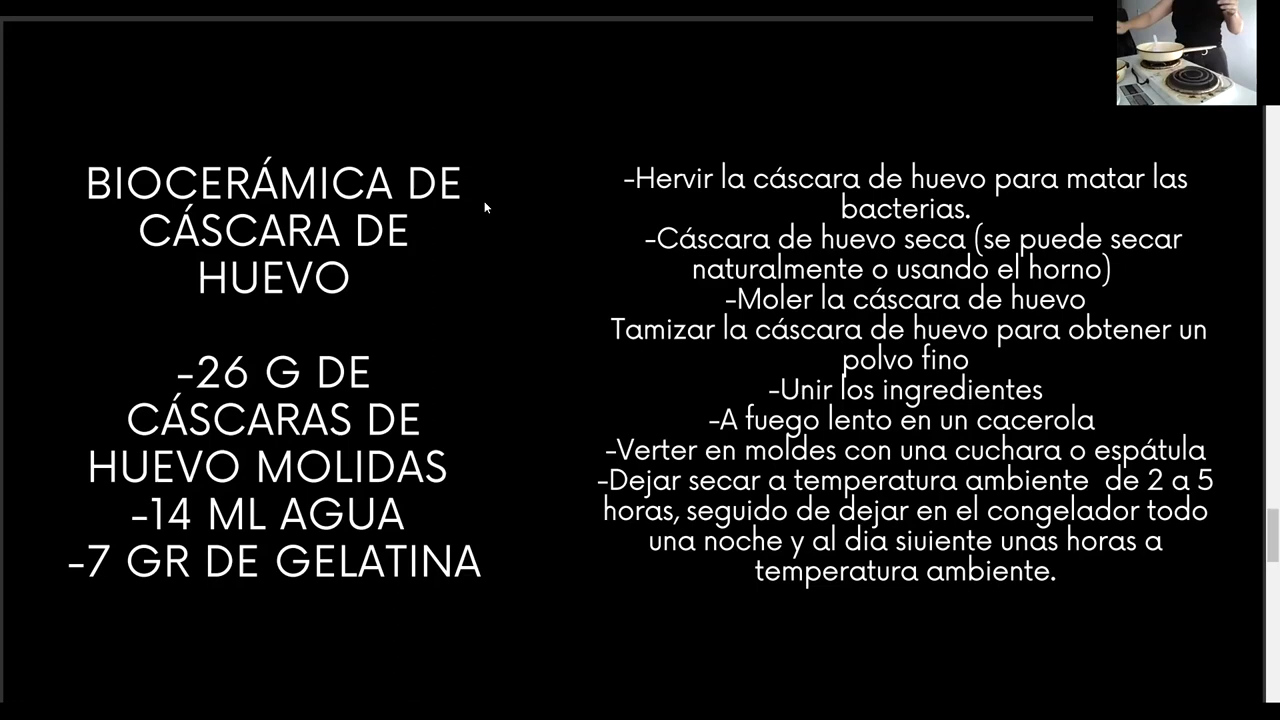 BIOCERÁMICA DE
CÁSCARA DE
HUEVO
-26 G DE
CÁSCARAS DE
HUEVO MOLIDAS
-14 ML AGUA
-7 GR DE GELATINA
-Hervir la cáscara de huevo para matar las
bacterias.
-Cáscara de huevo seca (se puede secar
naturalmente o usando el horno)
-Moler la cáscara de huevo
Tamizar la cáscara de huevo para obtener un
polvo fino
-Unir los ingredientes
-A fuego lento en un cacerola
-Verter en moldes con una cuchara o espátula
-Dejar secar a temperatura ambiente  de 2 a 5
horas, seguido de dejar en el congelador todo
una noche y al dia siuiente unas horas a
temperatura ambiente.